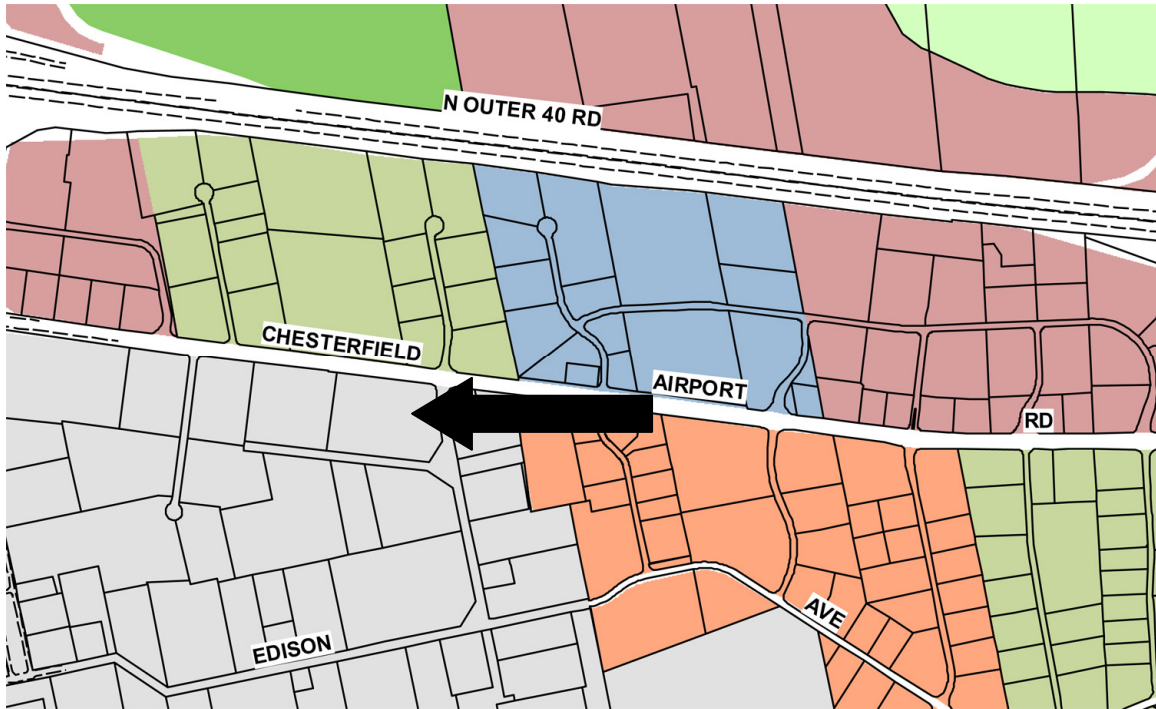 N OUTER 40 RD
CHESTERFIELD
AIRPORT
RD
AVE
EDISON